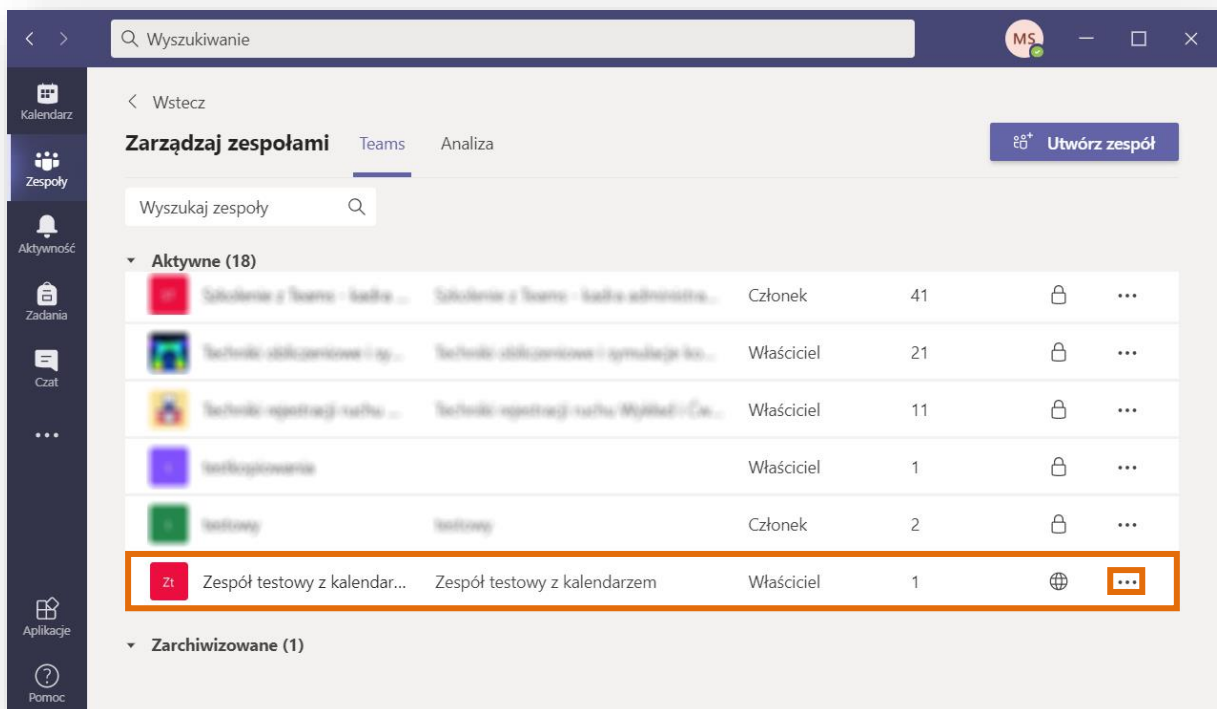 Wyszukiwanie
MS
Kalendarz
Zespoły
Aktywność
Zadania
Czat
Aplikacje
Pomoc
Wstecz
Zarządzaj zespołami Teams Analiza Utwórz zespół
Wyszukaj zespoły
Aktywne (18)
Członek 41
Właściciel 21
Właściciel 11
Właściciel 1
Członek 2
Zt Zespół testowy z kalendar... Zespół testowy z kalendarzem Właściciel 1
Zarchiwizowane (1)